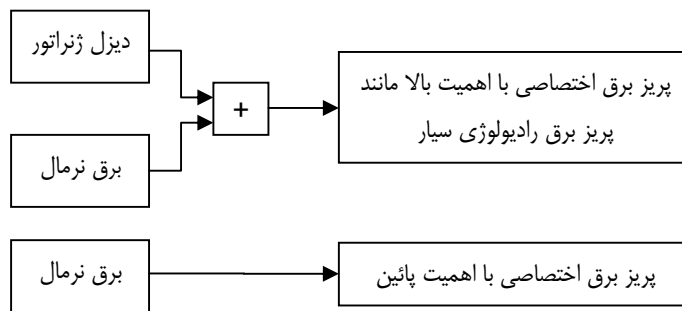 دیزل ژنراتور
پریز برق اختصاصی با اهمیت بالا مانند
پریز برق رادیولوژی سیار
+
برق نرمال
برق نرمال
پریز برق اختصاصی با اهمیت پائین